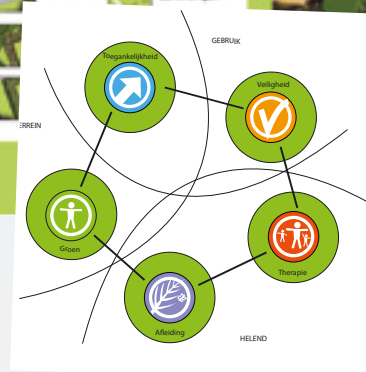 GEBRUIK
Toegankelijkheid
Veiligheid
ERREIN
Groen
Therapie
Afleiding
HELEND